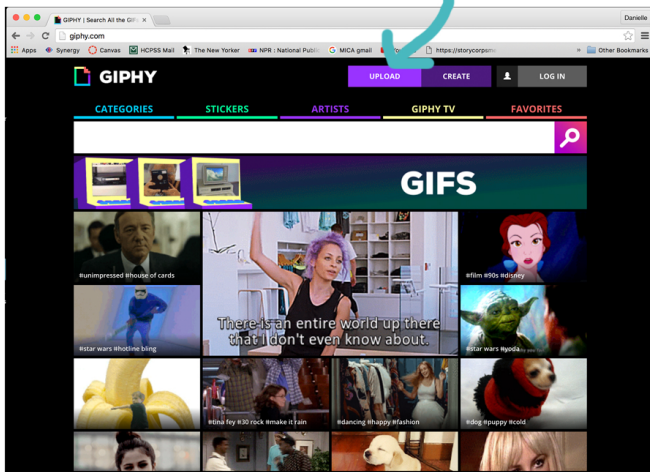 GIPHY | Search All the GIFs
Danielle
giphy.com
Apps Synergy Canvas HCPSS Mail The New Yorker NPR : National Public G MICA gmail https://storycorpsme. » Other Bookmarks
GIPHY UPLOAD CREATE LOG IN
CATEGORIES STICKERS ARTISTS GIPHY TV FAVORITES
GIFS
#unimpressed #house of cards
#film #90s #disney
There is an entire world up there
that I don't even know about.
#star wars #hotline bling
#star wars #yoda
#tina fey #30 rock #make it rain
#dancing #happy #fashion
#dog #puppy #cold